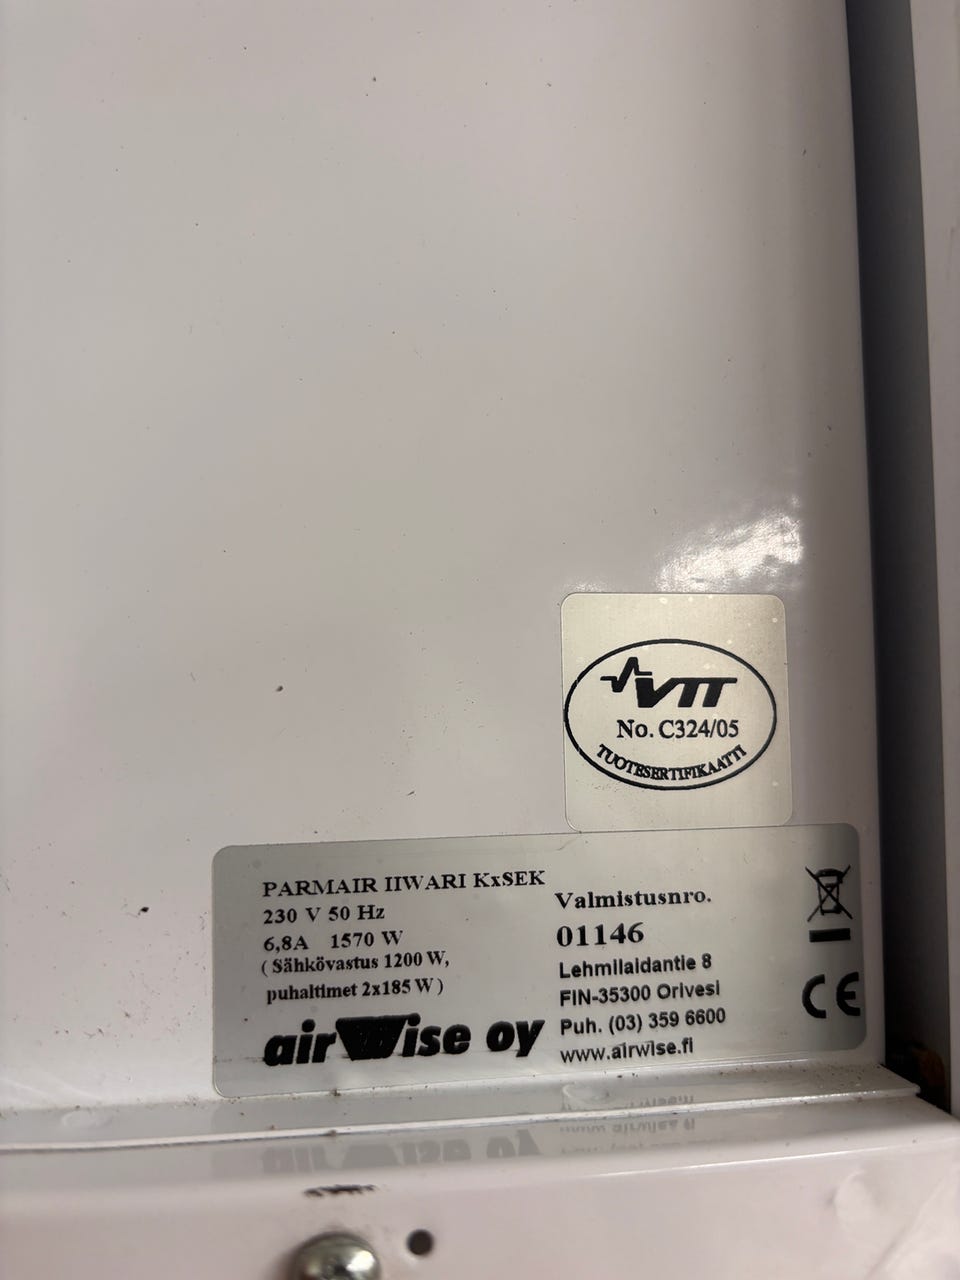 VTT
No. C324/05
TUOTESERTIFIKAATTI
PARMAIR IIWARI KxSEK
230 V 50 Hz
6,8A 1570 W
( Sähkövastus 1200 W,
puhaltimet 2x185 W )
airWise oy
Valmistusnro.
01146
Lehmilaidantie 8
FIN-35300 Orivesi
Puh. (03) 359 6600
www.airwise.fi
CE